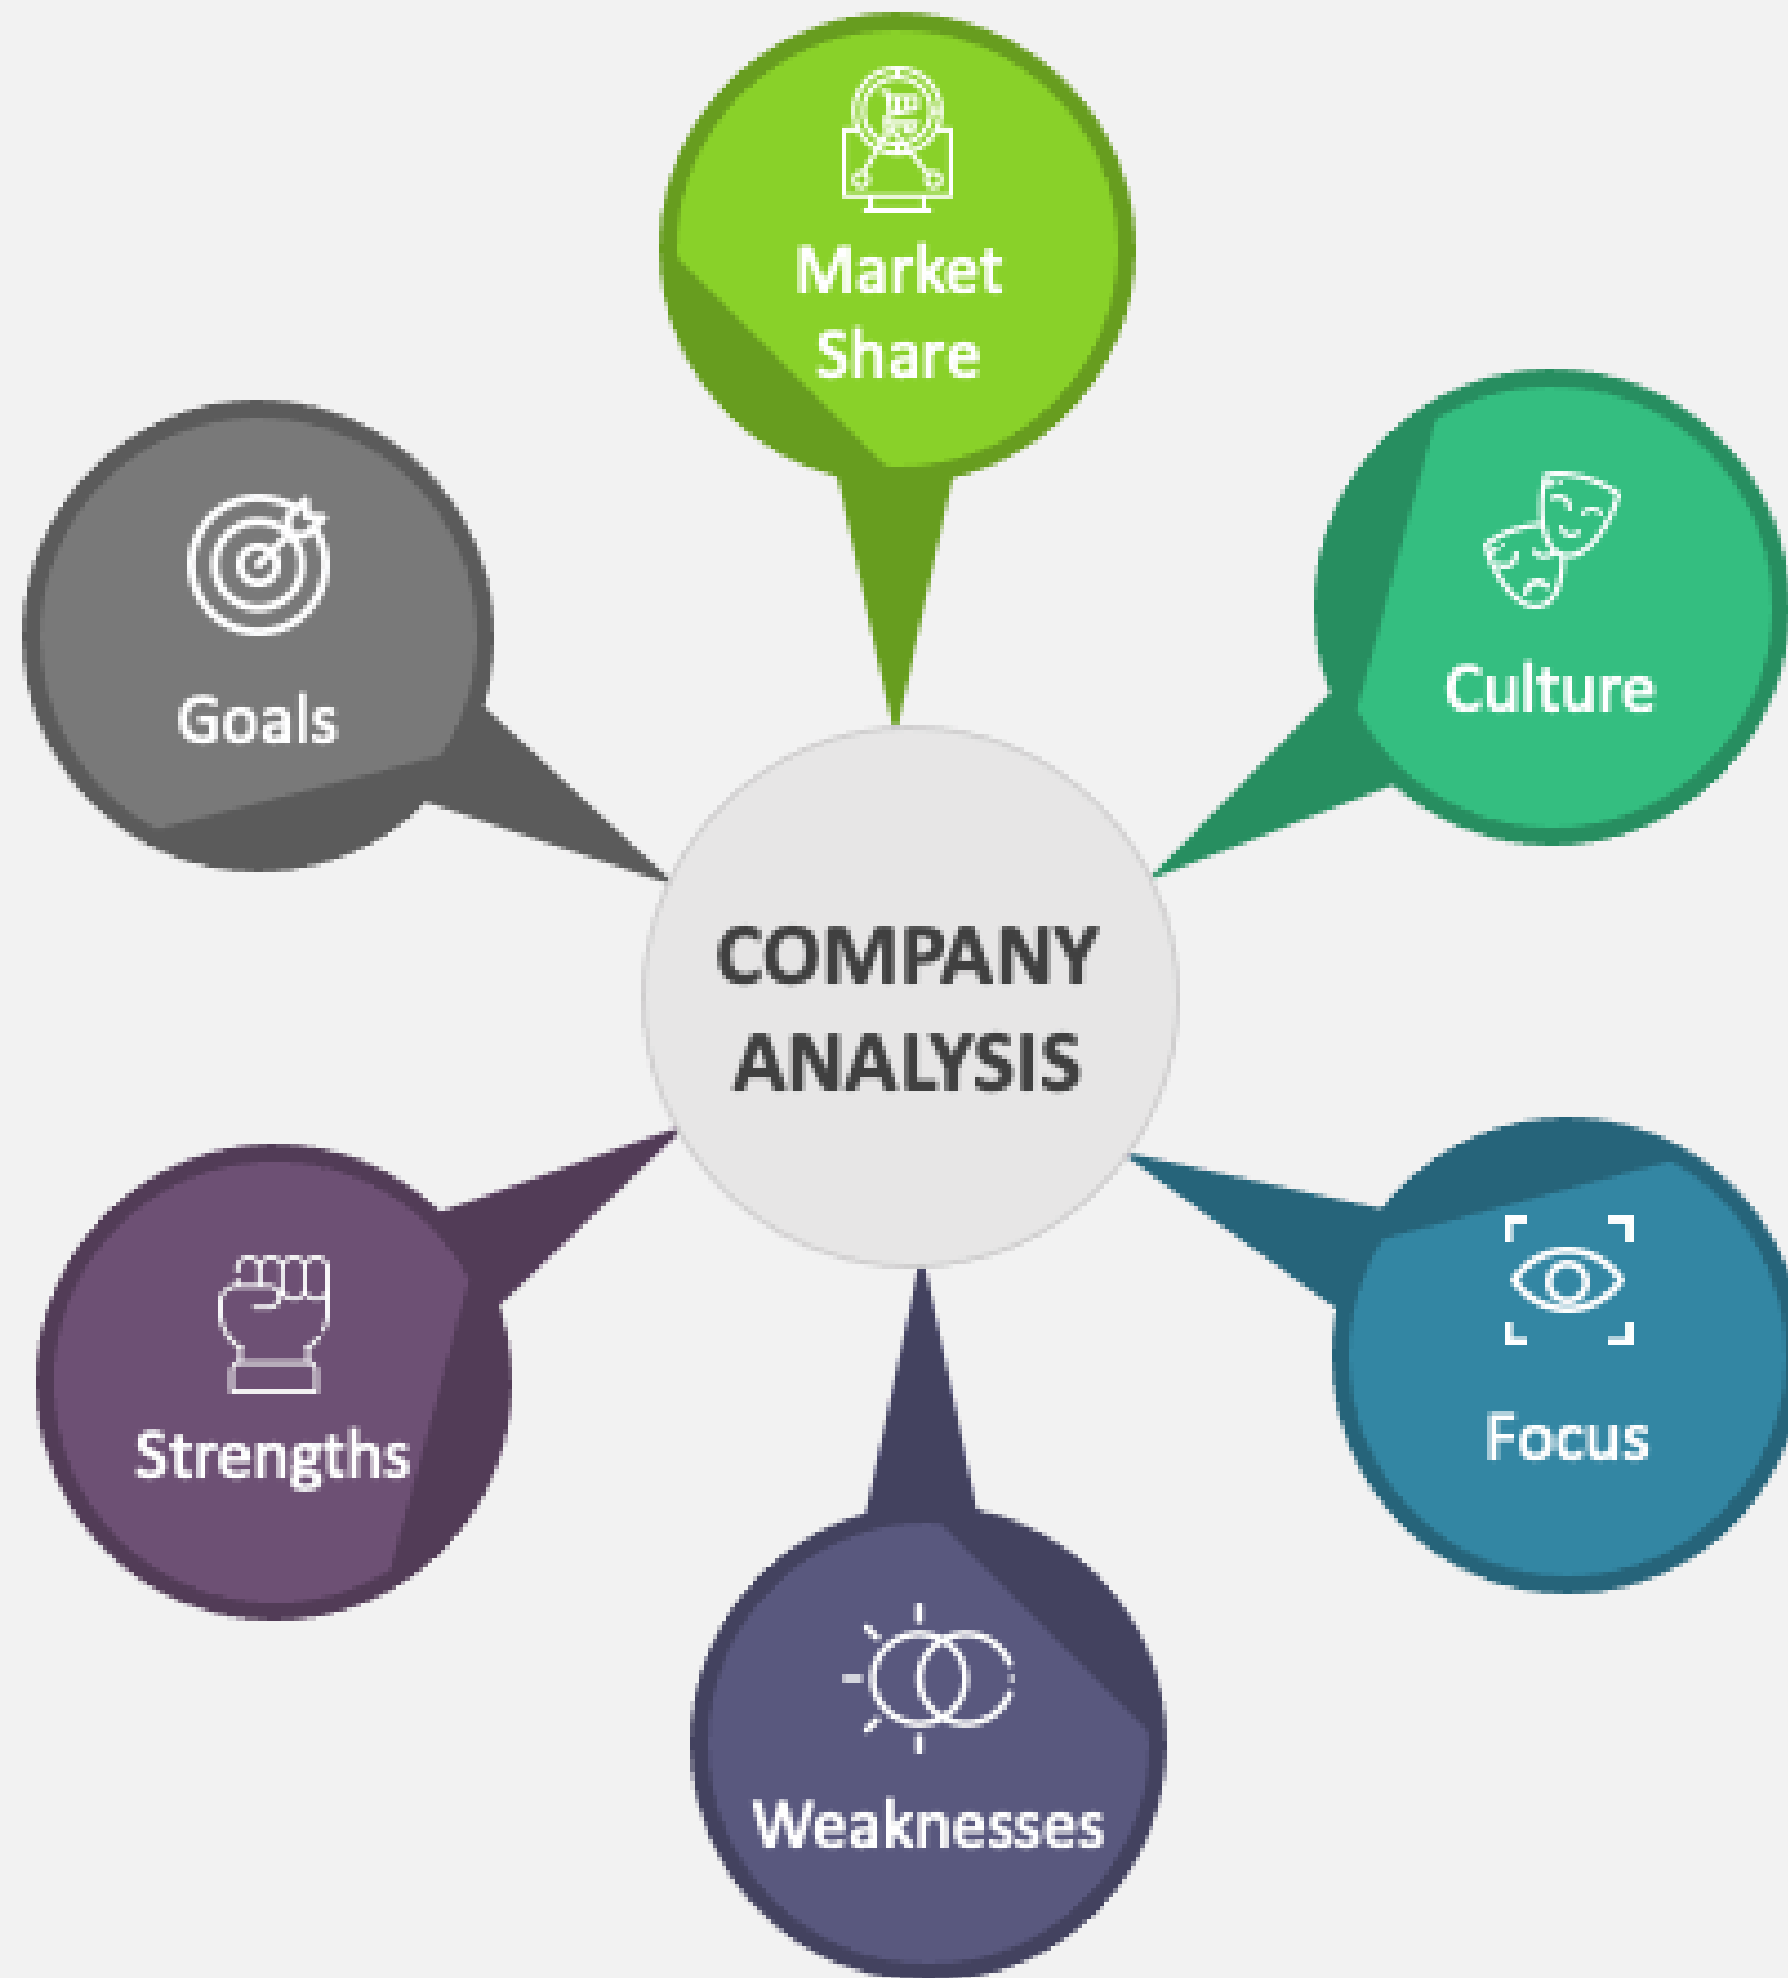 Market
Share
Culture
Goals
COMPANY
ANALYSIS
Strengths
Focus
Weaknesses